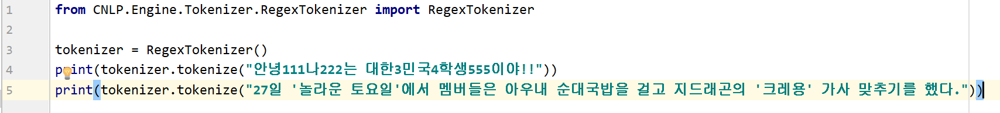 1 from CNLP.Engine.Tokenizer.RegexTokenizer import RegexTokenizer
2
3 tokenizer = RegexTokenizer()
4 print(tokenizer.tokenize("안녕111나222는 대한3민국4학생555이야!!"))
5 print(tokenizer.tokenize("27일 '놀라운 토요일'에서 멤버들은 아우내 순대국밥을 걸고 지드래곤의 '크레용' 가사 맞추기를 했다."))